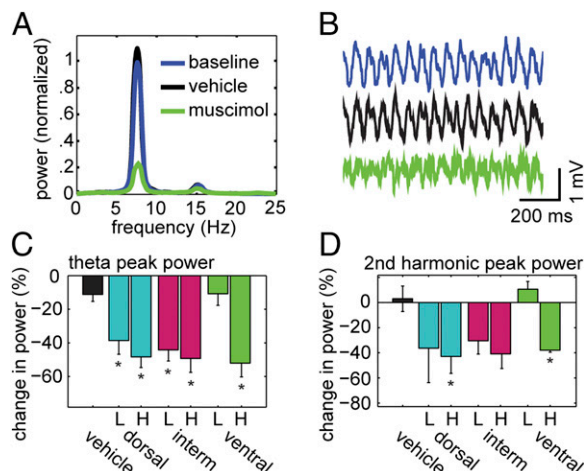 A
power (normalized)
1
.8
.6
.4
.2
0
0 5 10 15 20 25
frequency (Hz)
baseline
vehicle
muscimol
B
1 mV
200 ms
C
theta peak power
change in power (%)
0
−20
−40
−60
* * * * *
L H L H L H
vehicle dorsal interm ventral
D
2nd harmonic peak power
change in power (%)
40
20
0
−20
−40
−60
−80
* *
L H L H L H
vehicle dorsal interm ventral